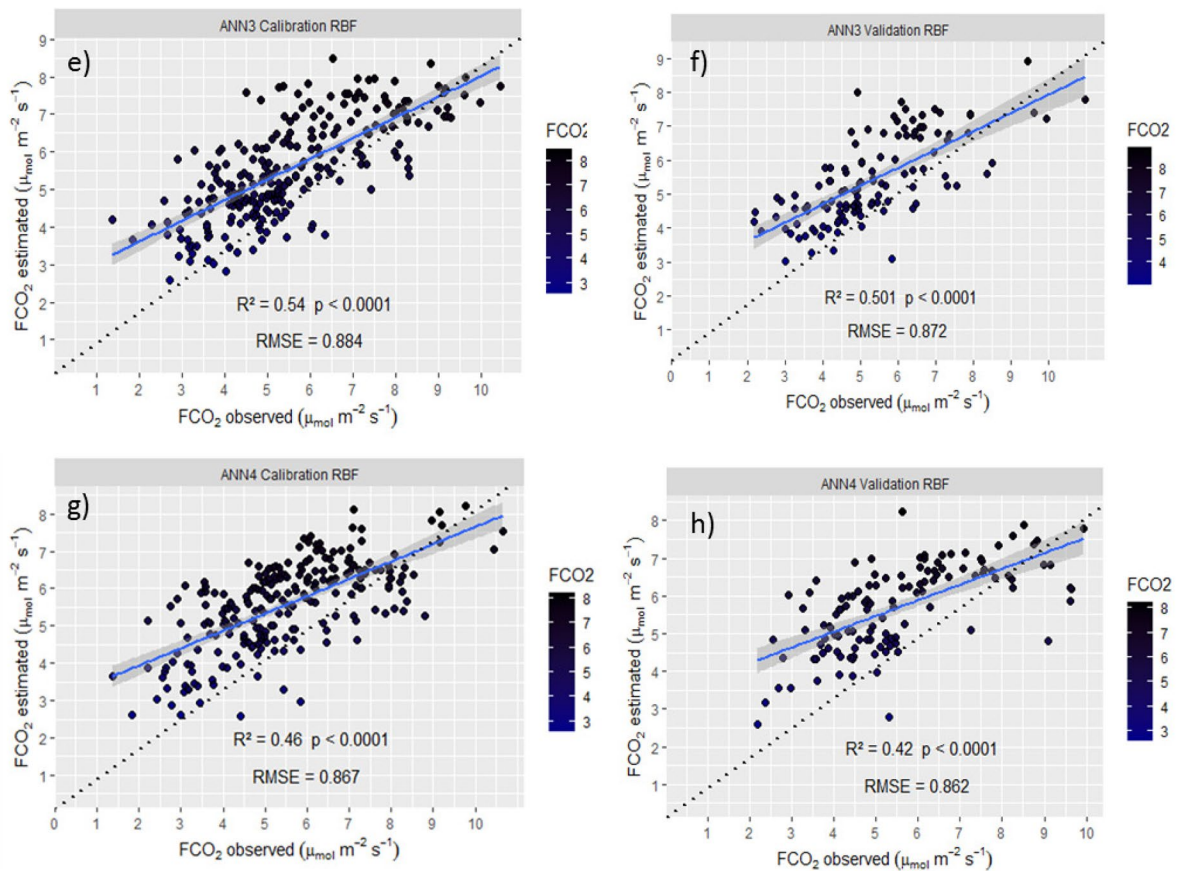 ANN3 Calibration RBF
e)
9
8
7
6
5
4
3
2
1
FCO₂ estimated (μmol m⁻² s⁻¹)
R² = 0.54 p < 0.0001
RMSE = 0.884
1 2 3 4 5 6 7 8 9 10
FCO₂ observed (μmol m⁻² s⁻¹)
FCO2
8
7
6
5
4
3
ANN3 Validation RBF
f)
9
8
7
6
5
4
3
2
1
FCO₂ estimated (μmol m⁻² s⁻¹)
R² = 0.501 p < 0.0001
RMSE = 0.872
0 1 2 3 4 5 6 7 8 9 10
FCO₂ observed (μmol m⁻² s⁻¹)
FCO2
8
7
6
5
4
ANN4 Calibration RBF
g)
8
7
6
5
4
3
2
1
FCO₂ estimated (μmol m⁻² s⁻¹)
R² = 0.46 p < 0.0001
RMSE = 0.867
0 1 2 3 4 5 6 7 8 9 10
FCO₂ observed (μmol m⁻² s⁻¹)
FCO2
8
7
6
5
4
3
ANN4 Validation RBF
h)
8
7
6
5
4
3
2
1
FCO₂ estimated (μmol m⁻² s⁻¹)
R² = 0.42 p < 0.0001
RMSE = 0.862
1 2 3 4 5 6 7 8 9 10
FCO₂ observed (μmol m⁻² s⁻¹)
FCO2
8
7
6
5
4
3